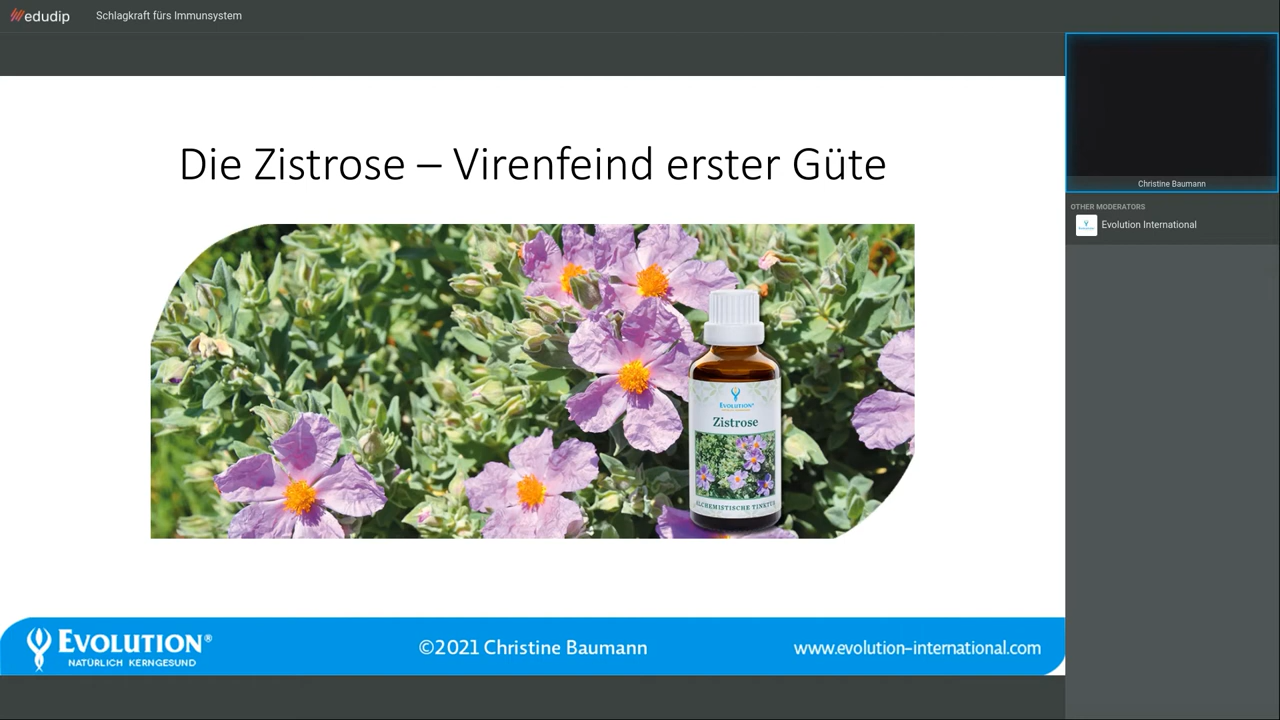 edudip
Schlagkraft fürs Immunsystem
Die Zistrose – Virenfeind erster Güte
EVOLUTION®
Zistrose
ALCHEMISTISCHE TINKTUR
EVOLUTION®
NATÜRLICH KERNGESUND
©2021 Christine Baumann
www.evolution-international.com
Christine Baumann
OTHER MODERATORS
Evolution International